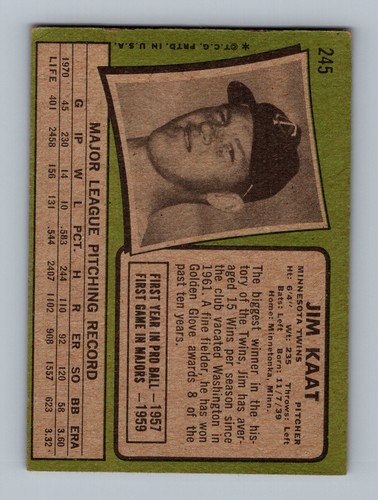 245
*©T.C.G. PRTD. IN U.S.A.
JIM KAAT
MINNESOTA TWINS PITCHER
Ht: 6'4" Wt: 235 Throws: Left
Bats: Left Born: 11/7/39
Home: Minnetonka, Minn.
The biggest winner in the his-
tory of the Twins, Jim has aver-
aged 15 Wins per season since
the club vacated Washington in
1961. A fine fielder, he has won
Golden Glove awards 8 of the
past ten years.
FIRST YEAR IN PRO BALL—1957
FIRST GAME IN MAJORS—1959
MAJOR LEAGUE PITCHING RECORD
G IP W L PCT. H R ER SO BB ERA
1970 45 230 14 10 .583 244 110 92 120 58 3.60
LIFE 401 2458 156 131 .544 2407 1102 908 1557 623 3.32